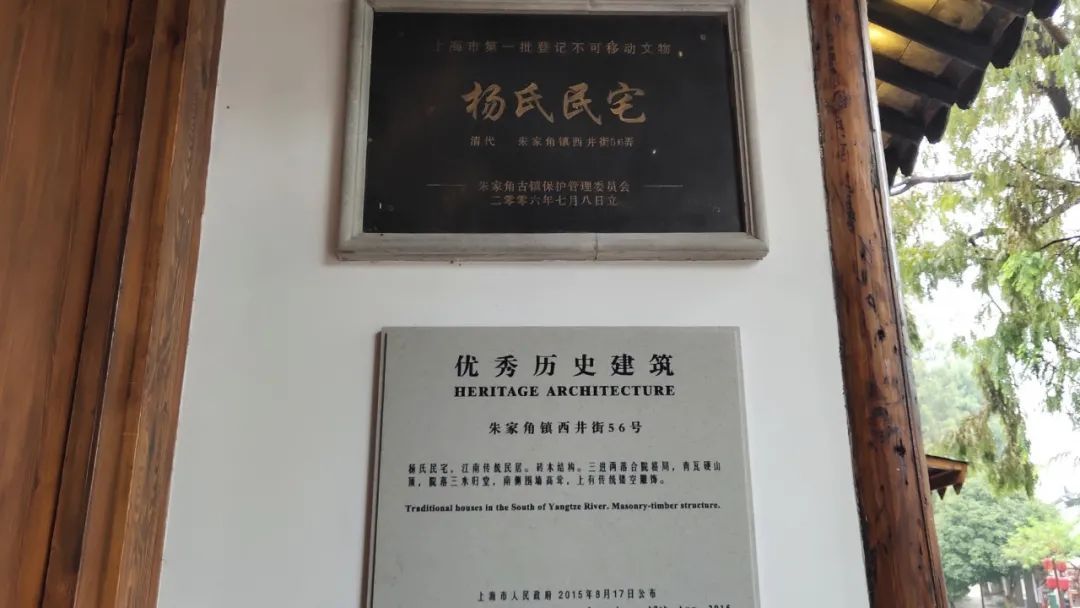 上海市第一批登记不可移动文物
杨氏民宅
清代 朱家角镇西井街56弄
朱家角古镇保护管理委员会
二零零六年七月八日立
优秀历史建筑
HERITAGE ARCHITECTURE
朱家角镇西井街56号
杨氏民宅。江南传统民居。砖木结构。三进两落合院格局，青瓦硬山
顶，院落三水归堂，南侧围墙高耸，上有传统镂空雕饰。
Traditional houses in the South of Yangtze River. Masonry-timber structure.
上海市人民政府 2015年8月17日公布